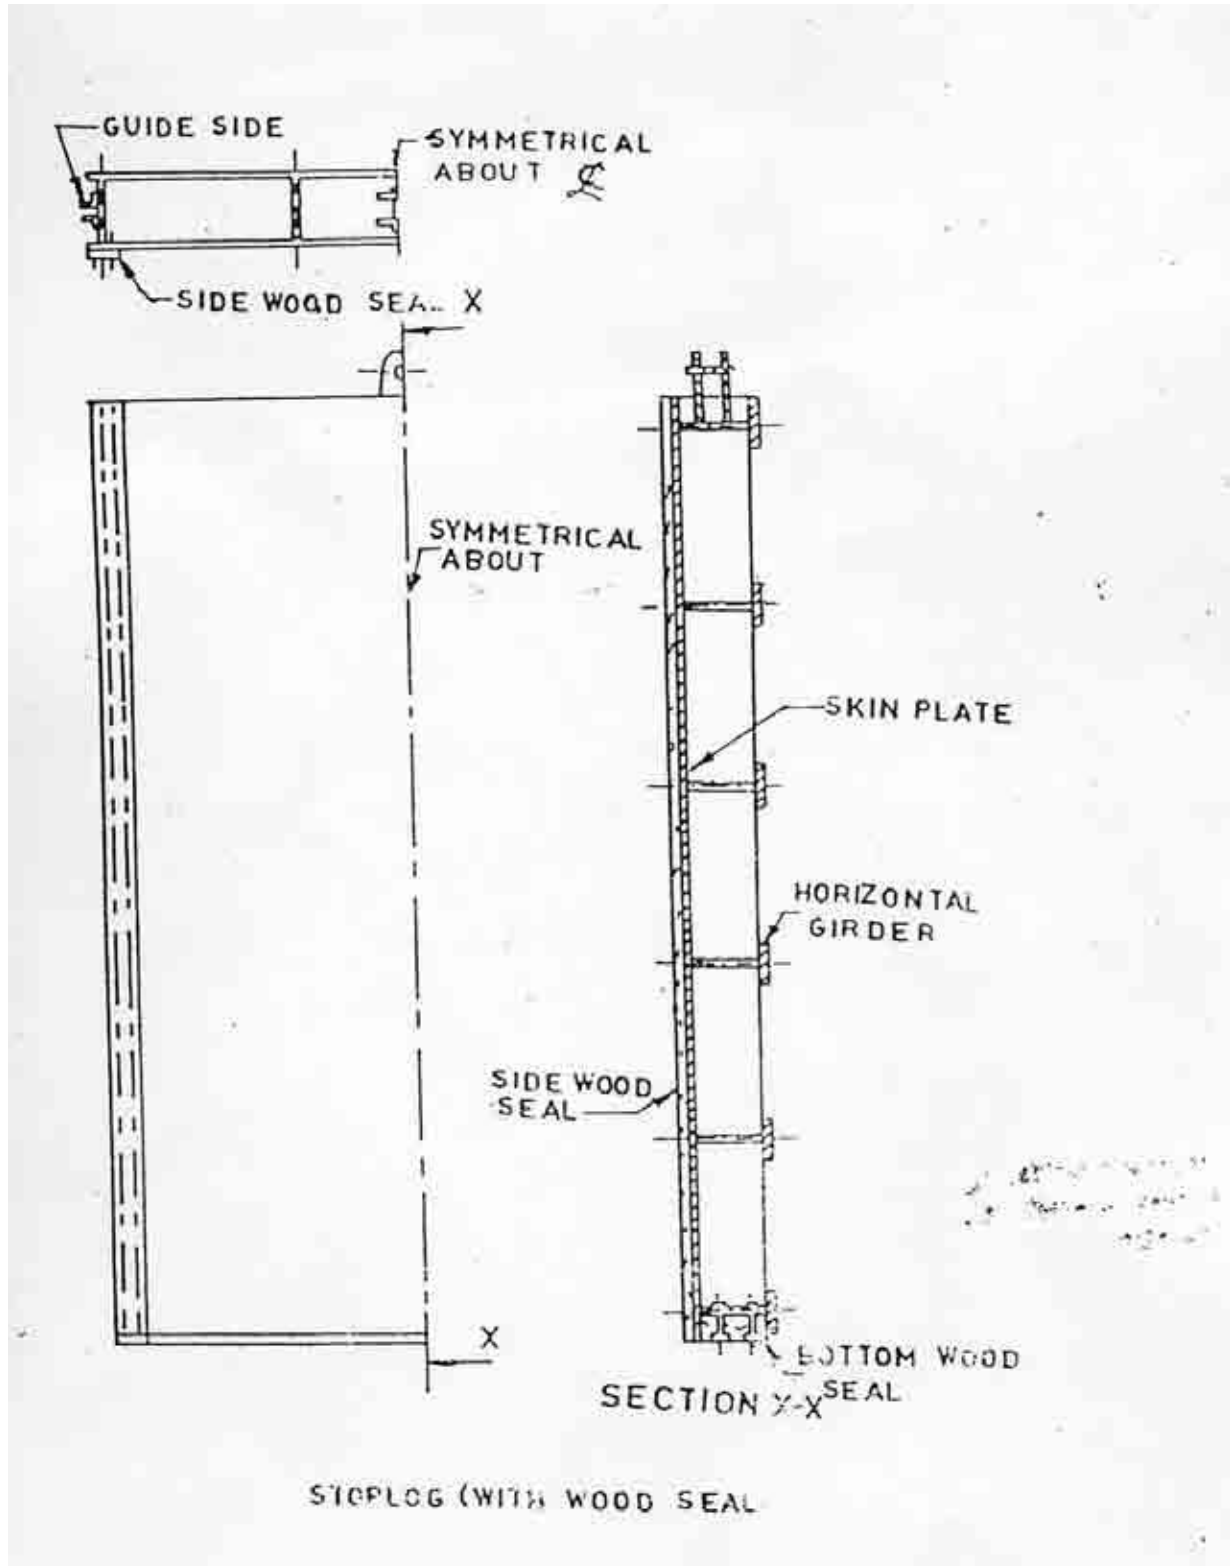 GUIDE SIDE
SYMMETRICAL
ABOUT ℄
SIDE WOOD SEAL X
SYMMETRICAL
ABOUT
SKIN PLATE
HORIZONTAL
GIRDER
SIDE WOOD
SEAL
X
BOTTOM WOOD
SEAL
SECTION X-X
STOPLOG (WITH WOOD SEAL